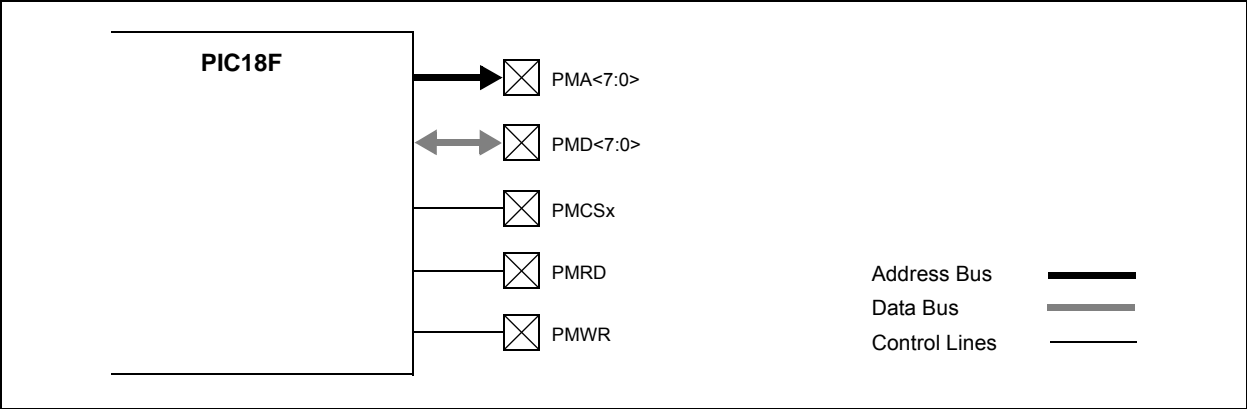 PIC18F
PMA<7:0>
PMD<7:0>
PMCSx
PMRD
PMWR
Address Bus
Data Bus
Control Lines